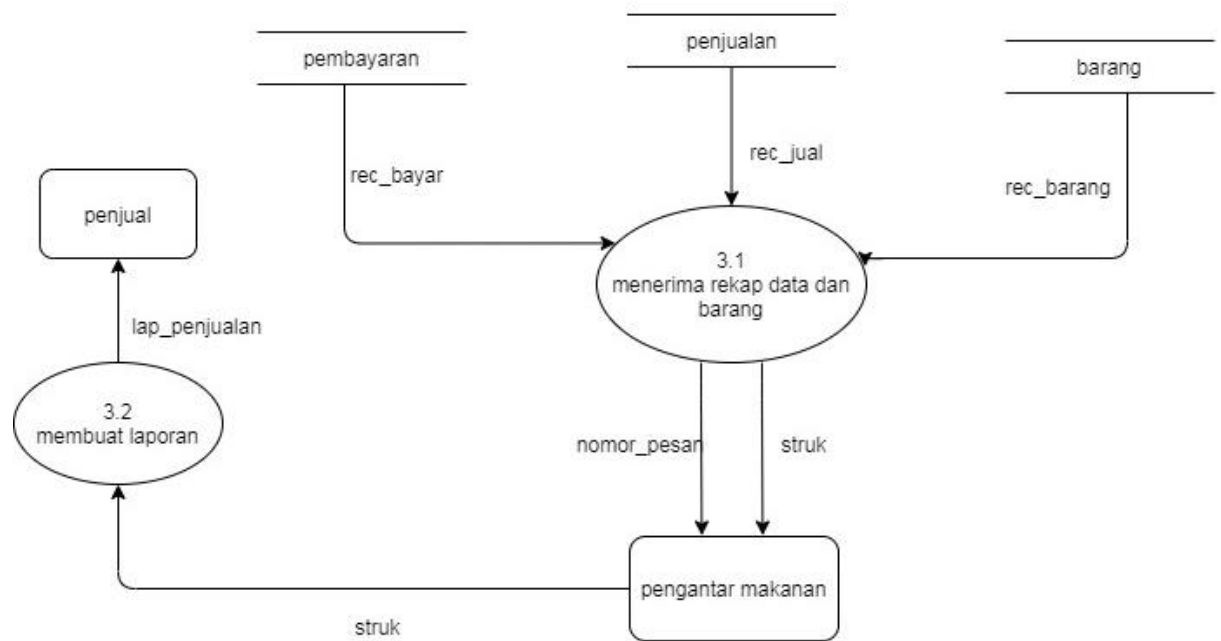 pembayaran
penjualan
barang
rec_bayar
rec_jual
rec_barang
penjual
3.1
menerima rekap data dan
barang
lap_penjualan
3.2
membuat laporan
nomor_pesan
struk
pengantar makanan
struk